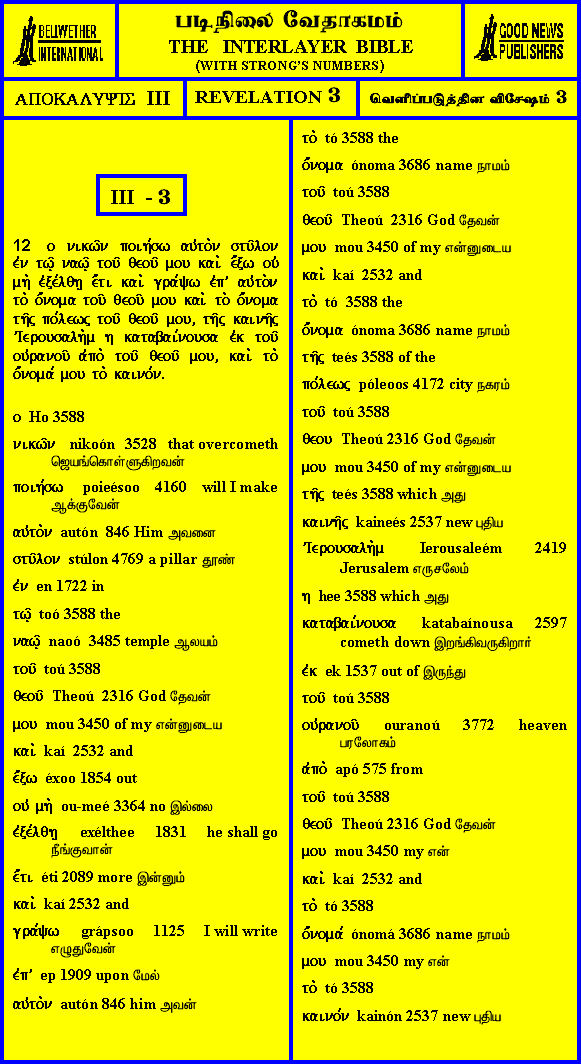 BELLWETHER
INTERNATIONAL
படிநிலை வேதாகமம்
THE INTERLAYER BIBLE
(WITH STRONG'S NUMBERS)
GOOD NEWS
PUBLISHERS
ΑΠΟΚΑΛΥΨΙΣ III
REVELATION 3
வெளிப்படுத்தின விசேஷம் 3
III - 3
12 ο νικω̃ν ποιήσω αὐτὸν στῦλον
ἐν τῳ̃ ναῳ̃ τοῦ θεοῦ μου καὶ ἔξω οὐ
μὴ ἐξέλθη ἔτι καὶ γράψω ἐπ' αὐτὸν
τὸ ὄνομα τοῦ θεοῦ μου καὶ τὸ ὄνομα
τῆς πόλεως τοῦ θεοῦ μου, τῆς καινῆς
Ἰερουσαλὴμ η καταβαίνουσα ἐκ τοῦ
οὐρανοῦ ἀπὸ τοῦ θεοῦ μου, καὶ τὸ
ὄνομά μου τὸ καινόν.
ο Ho 3588
νικῶν nikoón 3528 that overcometh
ஜெயங்கொள்ளுகிறவன்
ποιήσω poieésoo 4160 will I make
ஆக்குவேன்
αὐτὸν autón 846 Him அவனை
στῦλον stúlon 4769 a pillar தூண்
ἐν en 1722 in
τῳ̃ toó 3588 the
ναῳ̃ naoó 3485 temple ஆலயம்
τοῦ toú 3588
θεοῦ Theoú 2316 God தேவன்
μου mou 3450 of my என்னுடைய
καὶ kaí 2532 and
ἔξω éxoo 1854 out
οὐ μὴ ou-meé 3364 no இல்லை
ἐξέλθη exélthee 1831 he shall go
நீங்குவான்
ἔτι éti 2089 more இன்னும்
καὶ kaí 2532 and
γράψω grápsoo 1125 I will write
எழுதுவேன்
ἐπ' ep 1909 upon மேல்
αὐτὸν autón 846 him அவன்
τὸ tó 3588 the
ὄνομα ónoma 3686 name நாமம்
τοῦ toú 3588
θεοῦ Theoú 2316 God தேவன்
μου mou 3450 of my என்னுடைய
καὶ kaí 2532 and
τὸ tó 3588 the
ὄνομα ónoma 3686 name நாமம்
τῆς teés 3588 of the
πόλεως póleoos 4172 city நகரம்
τοῦ toú 3588
θεου Theoú 2316 God தேவன்
μου mou 3450 of my என்னுடைய
τῆς teés 3588 which அது
καινῆς kaineés 2537 new புதிய
Ἰερουσαλὴμ Ierousaleém 2419
Jerusalem எருசலேம்
η hee 3588 which அது
καταβαίνουσα katabaínousa 2597
cometh down இறங்கிவருகிறார்
ἐκ ek 1537 out of இருந்து
τοῦ toú 3588
οὐρανοῦ ouranoú 3772 heaven
பரலோகம்
ἀπὸ apó 575 from
τοῦ toú 3588
θεοῦ Theoú 2316 God தேவன்
μου mou 3450 my என்
καὶ kaí 2532 and
τὸ tó 3588
ὄνομά ónomá 3686 name நாமம்
μου mou 3450 my என்
τὸ tó 3588
καινόν kainón 2537 new புதிய